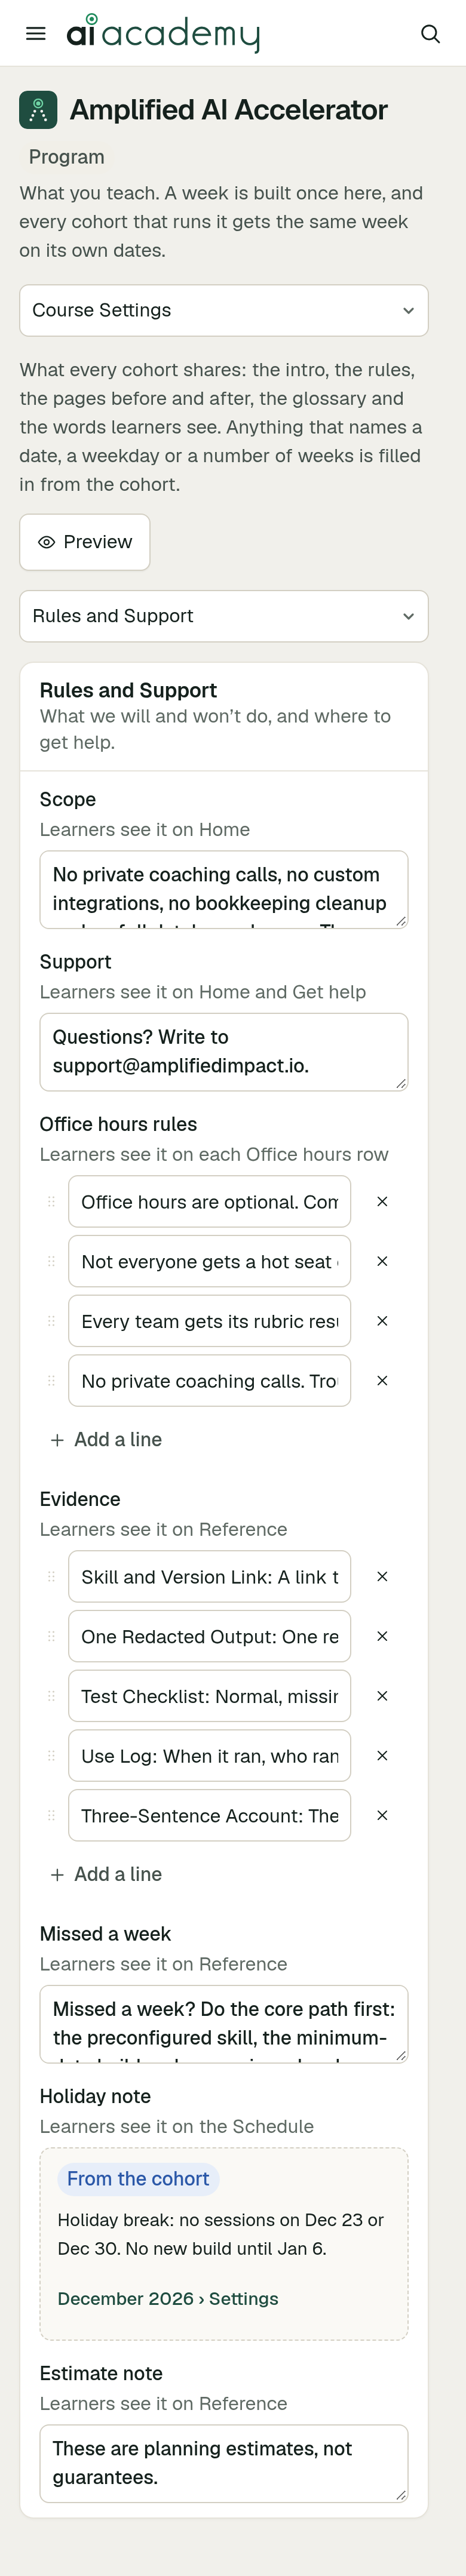 ai academy
Amplified AI Accelerator
Program
What you teach. A week is built once here, and
every cohort that runs it gets the same week
on its own dates.
Course Settings
What every cohort shares: the intro, the rules,
the pages before and after, the glossary and
the words learners see. Anything that names a
date, a weekday or a number of weeks is filled
in from the cohort.
Preview
Rules and Support
Rules and Support
What we will and won't do, and where to
get help.
Scope
Learners see it on Home
No private coaching calls, no custom
integrations, no bookkeeping cleanup
Support
Learners see it on Home and Get help
Questions? Write to
support@amplifiedimpact.io.
Office hours rules
Learners see it on each Office hours row
Office hours are optional. Com
Not everyone gets a hot seat
Every team gets its rubric resu
No private coaching calls. Tro
Add a line
Evidence
Learners see it on Reference
Skill and Version Link: A link t
One Redacted Output: One re
Test Checklist: Normal, missin
Use Log: When it ran, who ran
Three-Sentence Account: The
Add a line
Missed a week
Learners see it on Reference
Missed a week? Do the core path first:
the preconfigured skill, the minimum-
Holiday note
Learners see it on the Schedule
From the cohort
Holiday break: no sessions on Dec 23 or
Dec 30. No new build until Jan 6.
December 2026 › Settings
Estimate note
Learners see it on Reference
These are planning estimates, not
guarantees.